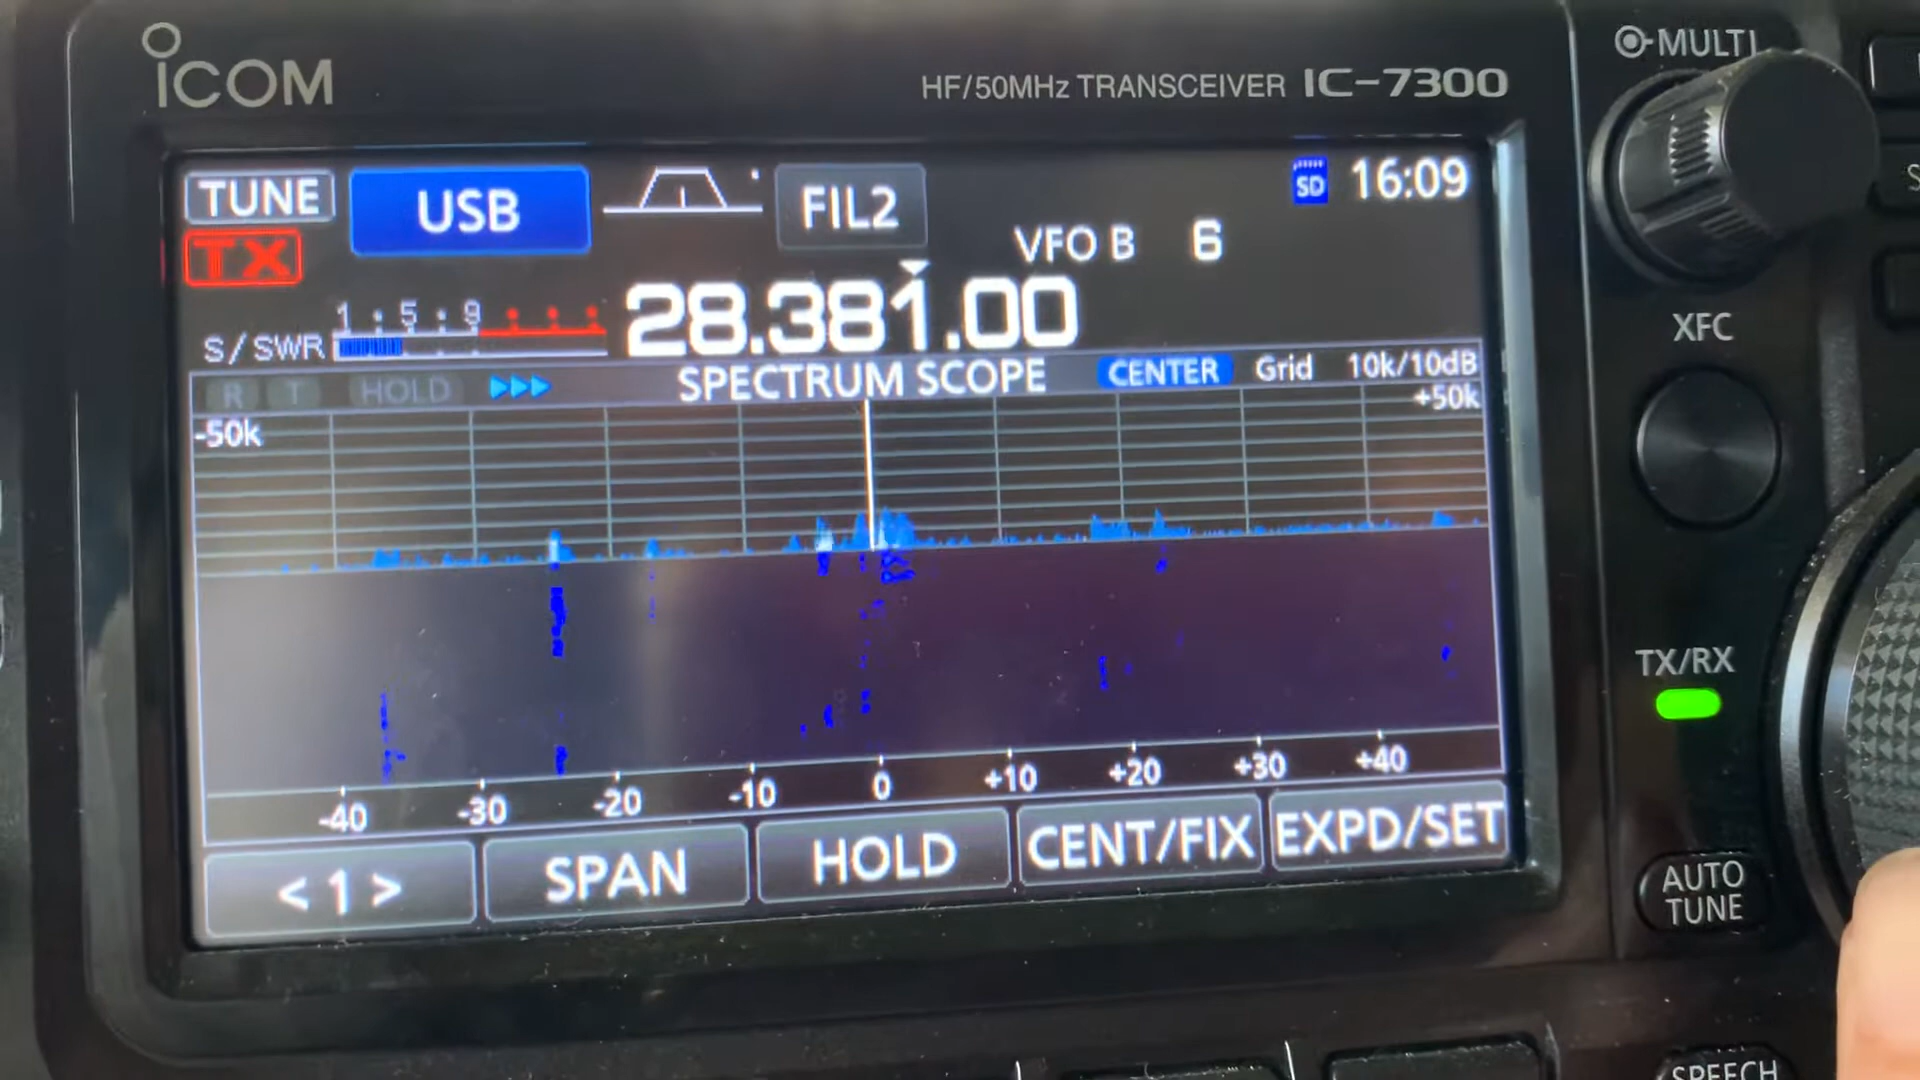 ICOM
HF/50MHz TRANSCEIVER IC-7300
MULTI
TUNE
USB
FIL2
SD
16:09
TX
VFO B 6
1 5 9
S/SWR
28.381.00
R T HOLD
SPECTRUM SCOPE
CENTER
Grid
10k/10dB
-50k
+50k
XFC
TX/RX
-40 -30 -20 -10 0 +10 +20 +30 +40
<1>
SPAN
HOLD
CENT/FIX
EXPD/SET
AUTO
TUNE
SPEECH